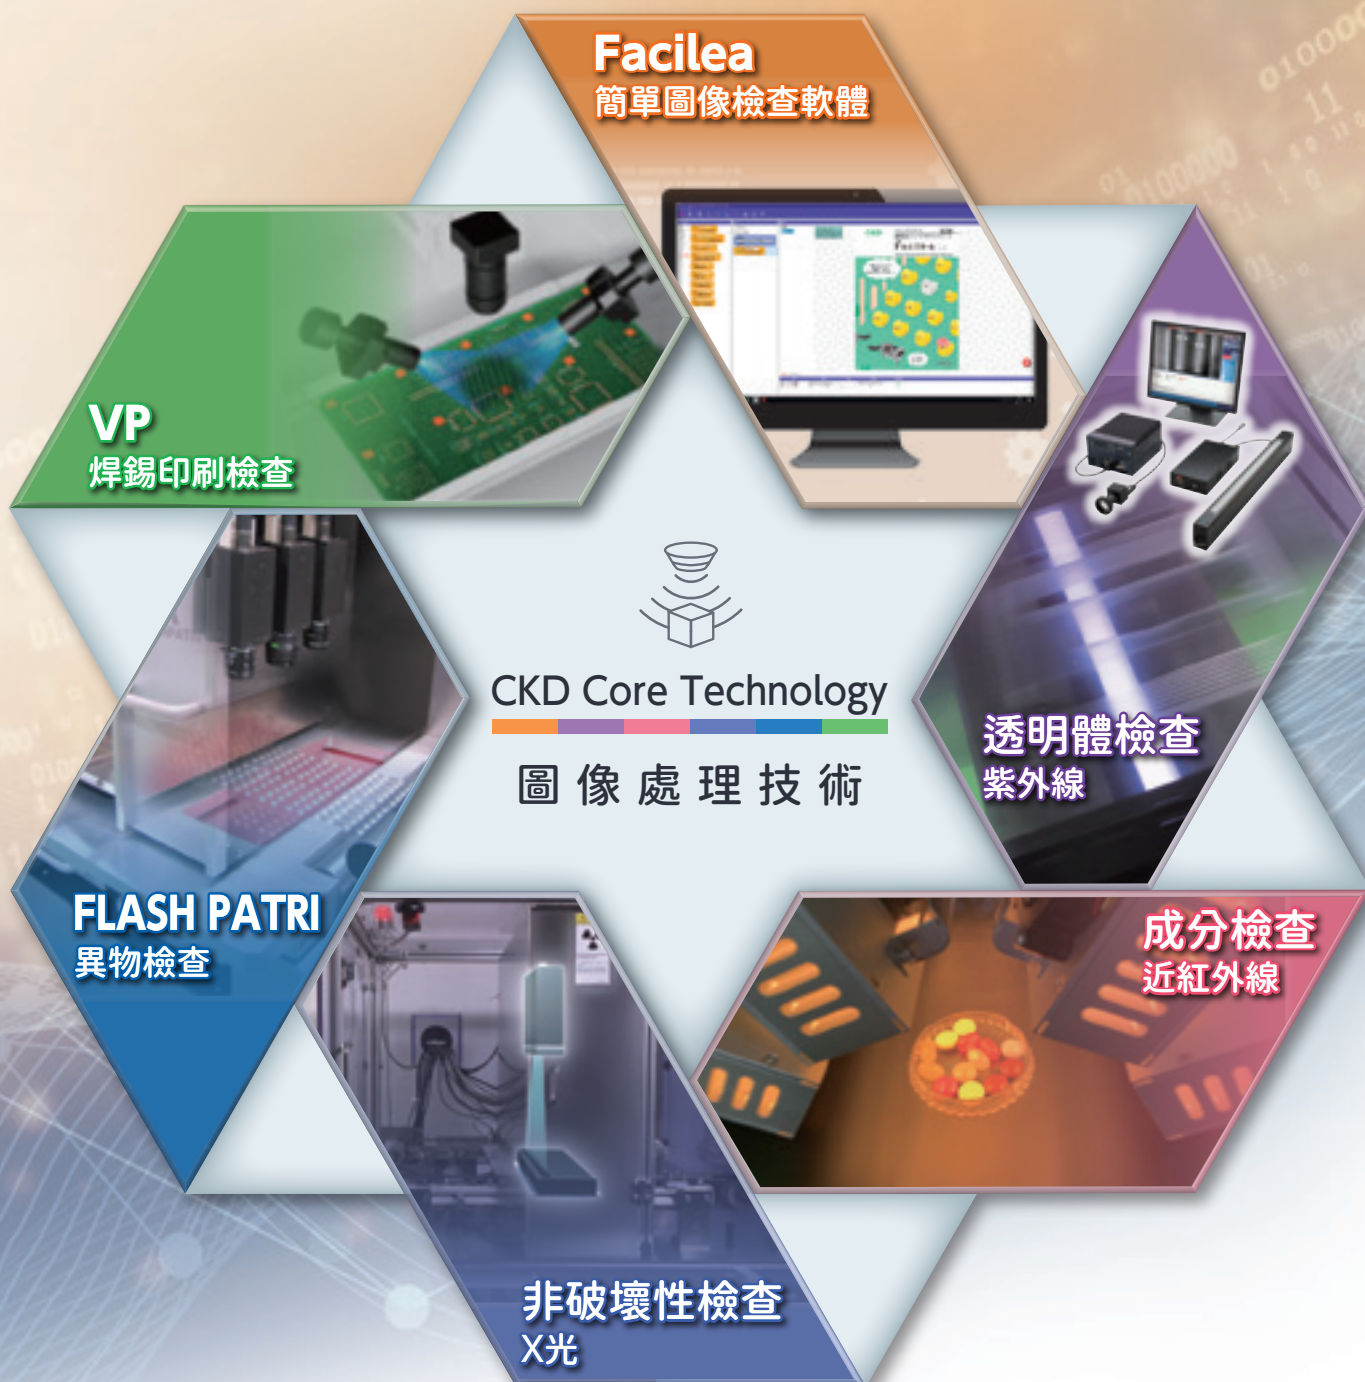 Facilea
簡單圖像檢查軟體
VP
焊錫印刷檢查
CKD Core Technology
圖像處理技術
透明體檢查
紫外線
FLASH PATRI
異物檢查
成分檢查
近紅外線
非破壞性檢查
X光